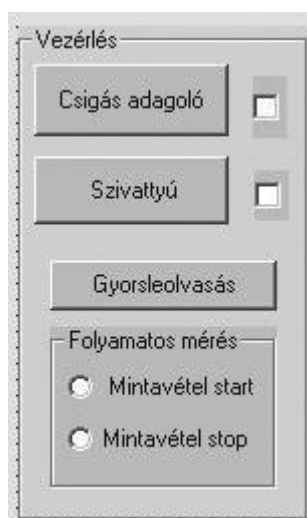 Vezérlés
Csigás adagoló
Szivattyú
Gyorsleolvasás
Folyamatos mérés
Mintavétel start
Mintavétel stop